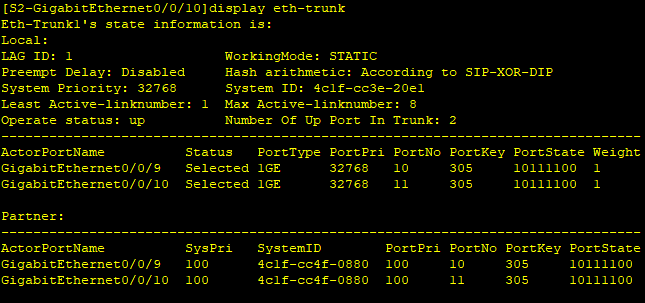 [S2-GigabitEthernet0/0/10]display eth-trunk
Eth-Trunk1's state information is:
Local:
LAG ID: 1 WorkingMode: STATIC
Preempt Delay: Disabled Hash arithmetic: According to SIP-XOR-DIP
System Priority: 32768 System ID: 4c1f-cc3e-20e1
Least Active-linknumber: 1 Max Active-linknumber: 8
Operate status: up Number Of Up Port In Trunk: 2
--------------------------------------------------------------------------------
ActorPortName Status PortType PortPri PortNo PortKey PortState Weight
GigabitEthernet0/0/9 Selected 1GE 32768 10 305 10111100 1
GigabitEthernet0/0/10 Selected 1GE 32768 11 305 10111100 1
Partner:
--------------------------------------------------------------------------------
ActorPortName SysPri SystemID PortPri PortNo PortKey PortState
GigabitEthernet0/0/9 100 4c1f-cc4f-0880 100 10 305 10111100
GigabitEthernet0/0/10 100 4c1f-cc4f-0880 100 11 305 10111100